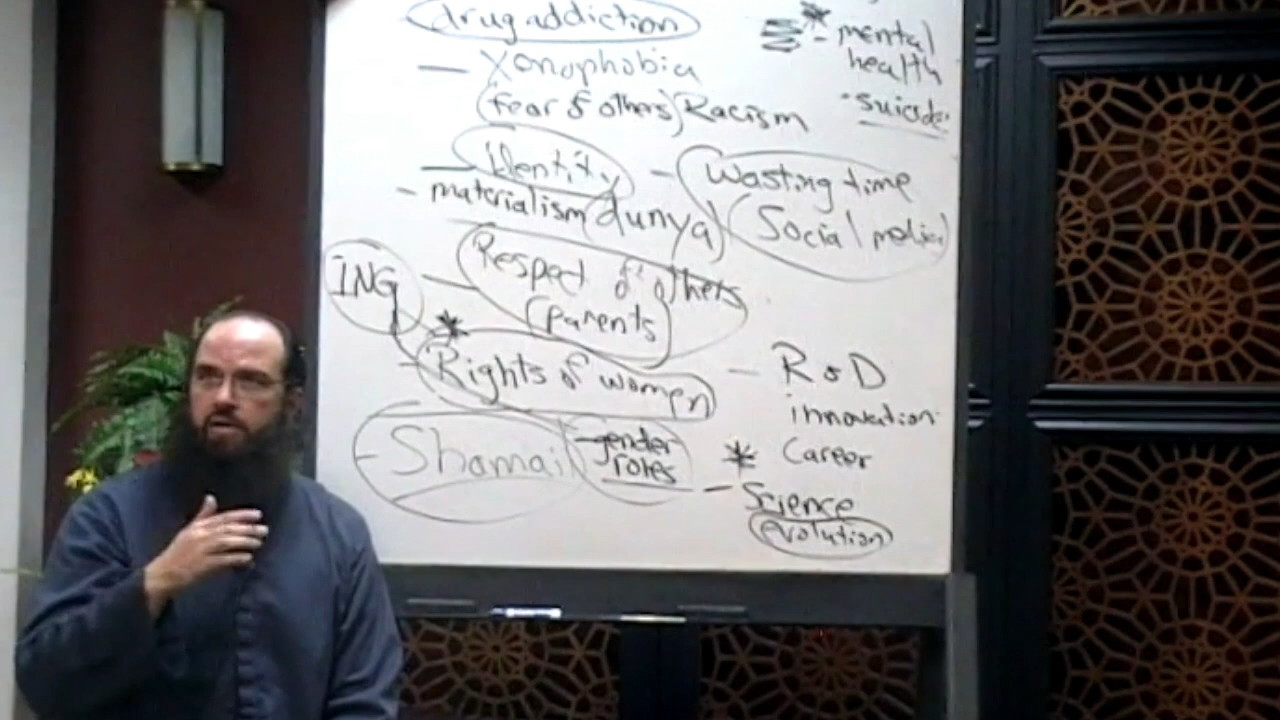 drug addiction
- mental
health
- suicide
— Xonophobia
(fear of others) Racism
— Identity
- materialism (dunya)
- Wasting time
(Social media)
ING
— Respect of others
(parents)
- Rights of women
- Shamail
gender
roles
- R & D
innovation
* Career
- Science
evolution